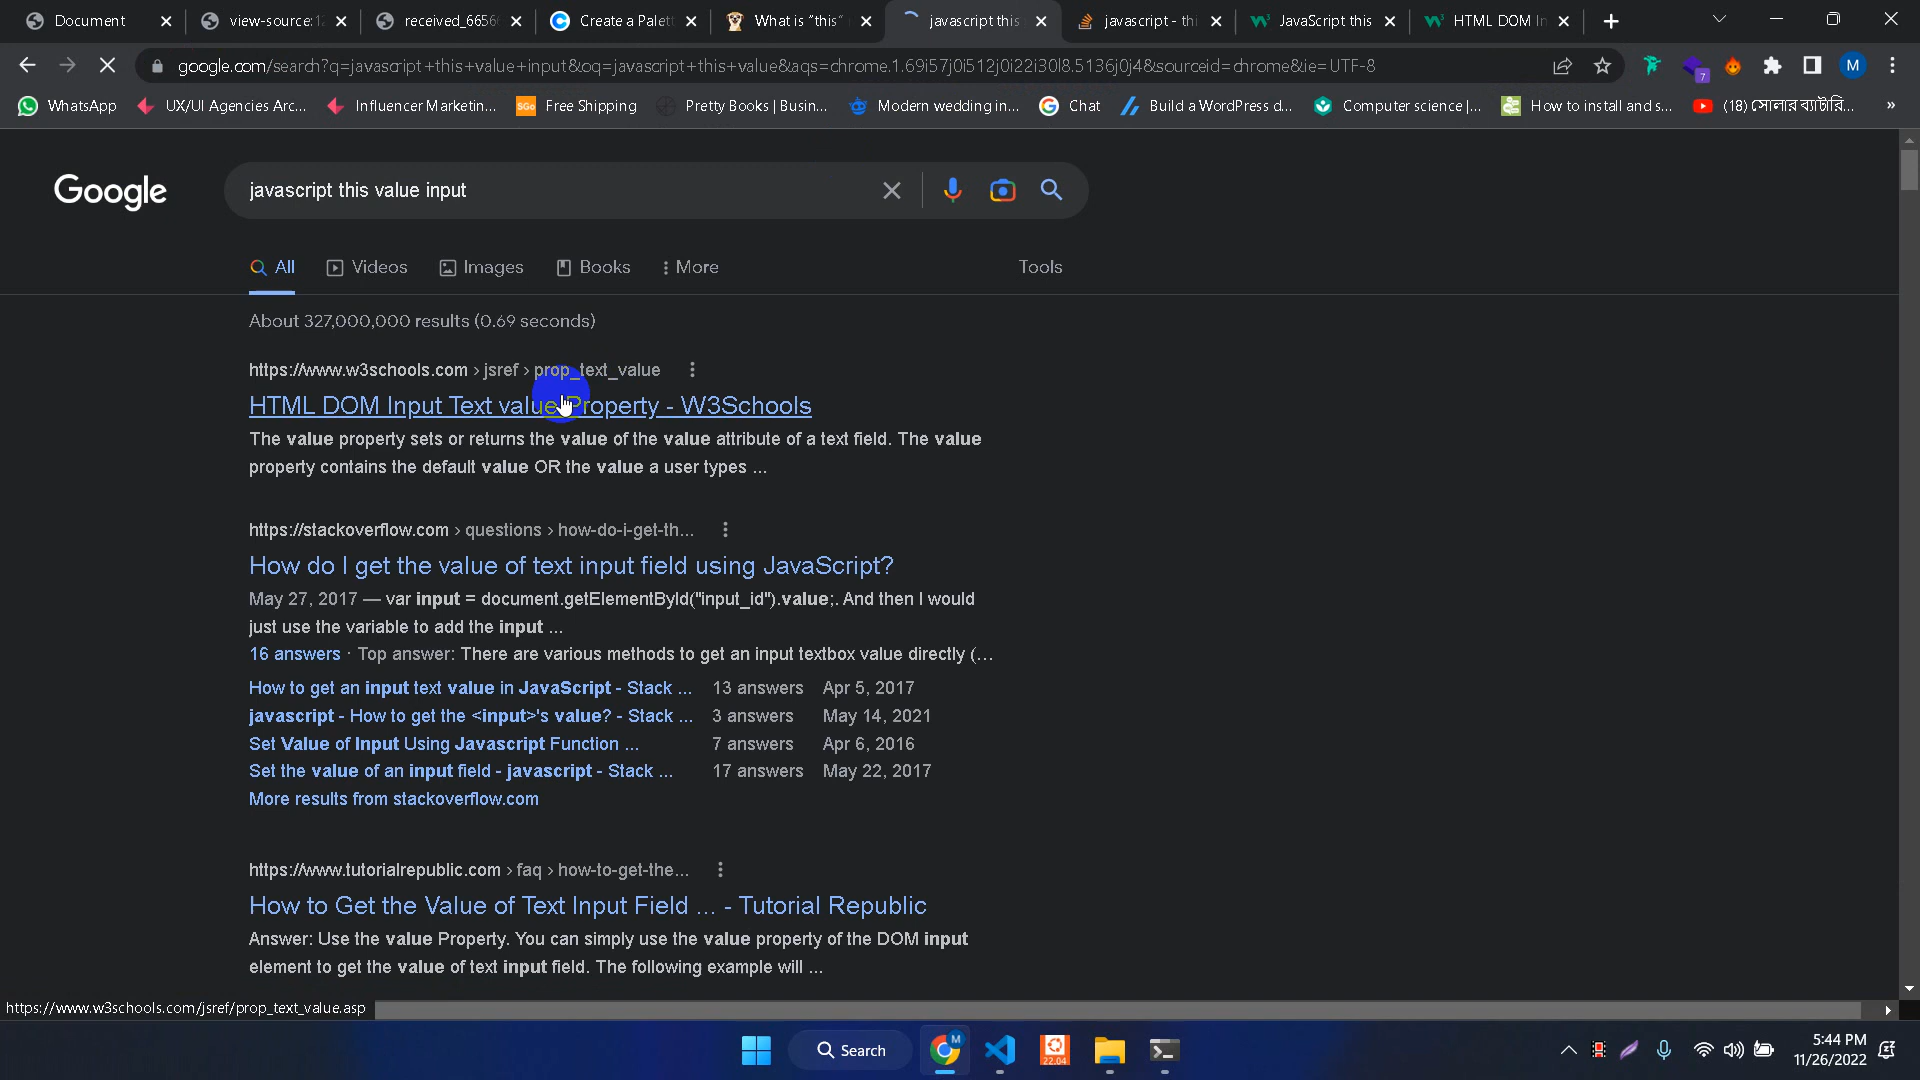 Document
view-source:12
received_6656
Create a Palett
What is "this"
javascript this
javascript - thi
JavaScript this
HTML DOM In
google.com/search?q=javascript+this+value+input&oq=javascript+this+value&aqs=chrome.1.69i57j0i512j0i22i30l8.5136j0j4&sourceid=chrome&ie=UTF-8
7
M
WhatsApp
UX/UI Agencies Arc...
Influencer Marketin...
SGo Free Shipping
Pretty Books | Busin...
Modern wedding in...
Chat
Build a WordPress d...
Computer science |...
How to install and s...
(18) সোলার ব্যাটারি...
»
Google
javascript this value input
All
Videos
Images
Books
More
Tools
About 327,000,000 results (0.69 seconds)
https://www.w3schools.com › jsref › prop_text_value
HTML DOM Input Text value Property - W3Schools
The value property sets or returns the value of the value attribute of a text field. The value
property contains the default value OR the value a user types ...
https://stackoverflow.com › questions › how-do-i-get-th...
How do I get the value of text input field using JavaScript?
May 27, 2017 — var input = document.getElementById("input_id").value;. And then I would
just use the variable to add the input ...
16 answers · Top answer: There are various methods to get an input textbox value directly (...
How to get an input text value in JavaScript - Stack ... 13 answers Apr 5, 2017
javascript - How to get the <input>'s value? - Stack ... 3 answers May 14, 2021
Set Value of Input Using Javascript Function ... 7 answers Apr 6, 2016
Set the value of an input field - javascript - Stack ... 17 answers May 22, 2017
More results from stackoverflow.com
https://www.tutorialrepublic.com › faq › how-to-get-the...
How to Get the Value of Text Input Field ... - Tutorial Republic
Answer: Use the value Property. You can simply use the value property of the DOM input
element to get the value of text input field. The following example will ...
https://www.w3schools.com/jsref/prop_text_value.asp
Search
M
22.04
5:44 PM
11/26/2022